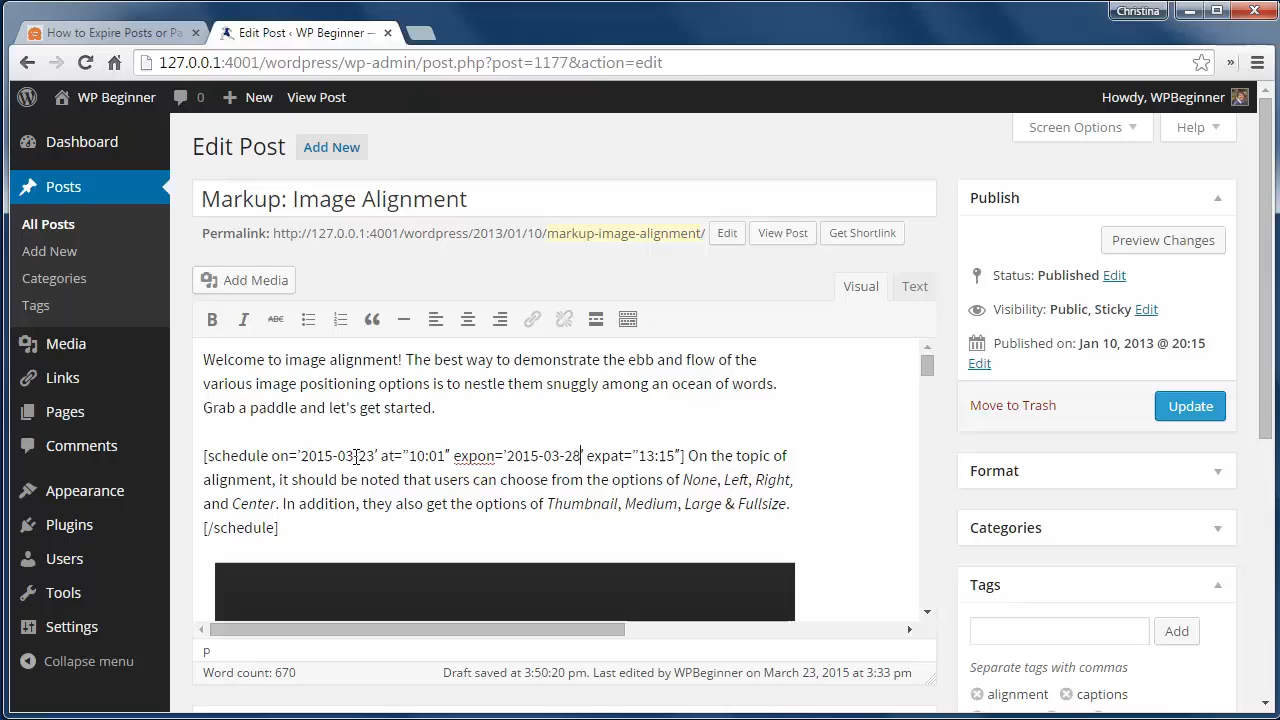 Christina
How to Expire Posts or Pa
Edit Post ‹ WP Beginner —
127.0.0.1:4001/wordpress/wp-admin/post.php?post=1177&action=edit
WP Beginner 0 New View Post Howdy, WPBeginner
Screen Options Help
Dashboard
Posts
All Posts
Add New
Categories
Tags
Media
Links
Pages
Comments
Appearance
Plugins
Users
Tools
Settings
Collapse menu
Edit Post Add New
Markup: Image Alignment
Permalink: http://127.0.0.1:4001/wordpress/2013/01/10/markup-image-alignment/ Edit View Post Get Shortlink
Add Media
Visual Text
B I ABC
Welcome to image alignment! The best way to demonstrate the ebb and flow of the
various image positioning options is to nestle them snuggly among an ocean of words.
Grab a paddle and let's get started.
[schedule on=’2015-03-23′ at=”10:01″ expon=’2015-03-28′ expat=”13:15″] On the topic of
alignment, it should be noted that users can choose from the options of None, Left, Right,
and Center. In addition, they also get the options of Thumbnail, Medium, Large & Fullsize.
[/schedule]
p
Word count: 670
Draft saved at 3:50:20 pm. Last edited by WPBeginner on March 23, 2015 at 3:33 pm
Publish
Preview Changes
Status: Published Edit
Visibility: Public, Sticky Edit
Published on: Jan 10, 2013 @ 20:15
Edit
Move to Trash Update
Format
Categories
Tags
Add
Separate tags with commas
alignment captions